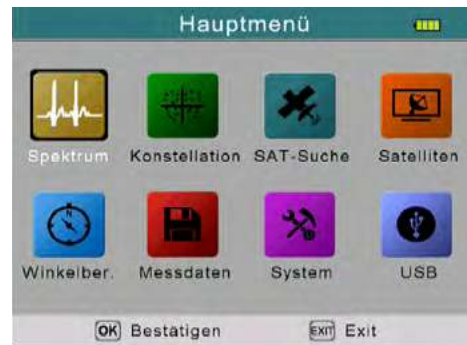 Hauptmenü
Spektrum Konstellation SAT-Suche Satelliten
N
Winkelber. Messdaten System USB
OK Bestätigen EXIT Exit